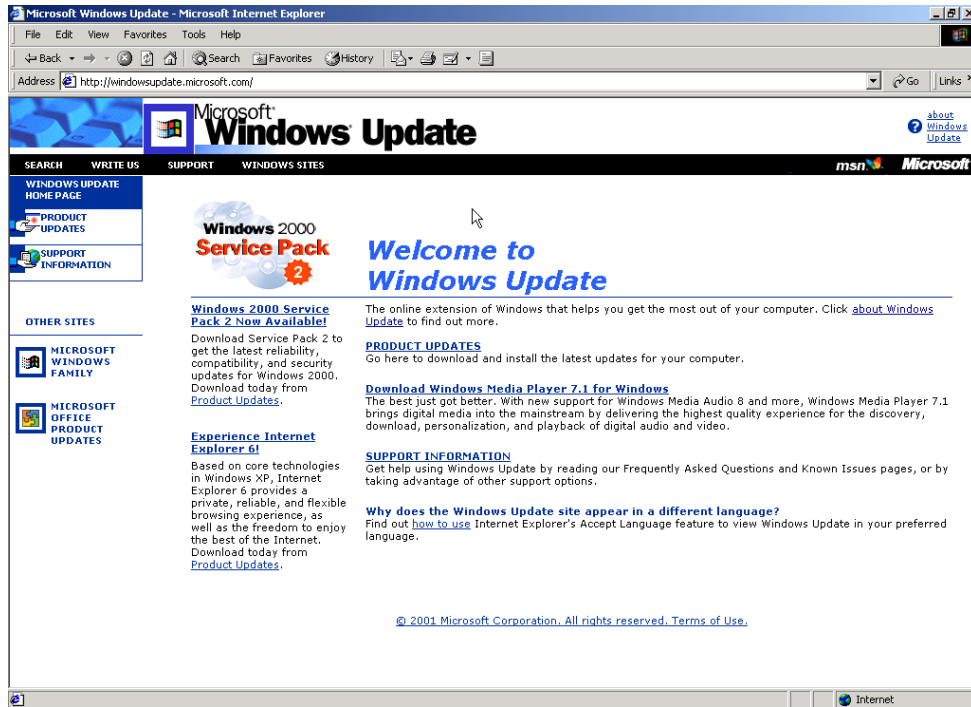 Microsoft Windows Update - Microsoft Internet Explorer
File Edit View Favorites Tools Help
Back Search Favorites History
Address http://windowsupdate.microsoft.com/ Go Links
Microsoft
Windows Update
about
Windows
Update
SEARCH WRITE US SUPPORT WINDOWS SITES msn Microsoft
WINDOWS UPDATE
HOME PAGE
PRODUCT
UPDATES
SUPPORT
INFORMATION
OTHER SITES
MICROSOFT
WINDOWS
FAMILY
MICROSOFT
OFFICE
PRODUCT
UPDATES
Windows 2000
Service Pack
2
Windows 2000 Service
Pack 2 Now Available!
Download Service Pack 2 to
get the latest reliability,
compatibility, and security
updates for Windows 2000.
Download today from
Product Updates.
Experience Internet
Explorer 6!
Based on core technologies
in Windows XP, Internet
Explorer 6 provides a
private, reliable, and flexible
browsing experience, as
well as the freedom to enjoy
the best of the Internet.
Download today from
Product Updates.
Welcome to
Windows Update
The online extension of Windows that helps you get the most out of your computer. Click about Windows
Update to find out more.
PRODUCT UPDATES
Go here to download and install the latest updates for your computer.
Download Windows Media Player 7.1 for Windows
The best just got better. With new support for Windows Media Audio 8 and more, Windows Media Player 7.1
brings digital media into the mainstream by delivering the highest quality experience for the discovery,
download, personalization, and playback of digital audio and video.
SUPPORT INFORMATION
Get help using Windows Update by reading our Frequently Asked Questions and Known Issues pages, or by
taking advantage of other support options.
Why does the Windows Update site appear in a different language?
Find out how to use Internet Explorer's Accept Language feature to view Windows Update in your preferred
language.
© 2001 Microsoft Corporation. All rights reserved. Terms of Use.
Internet